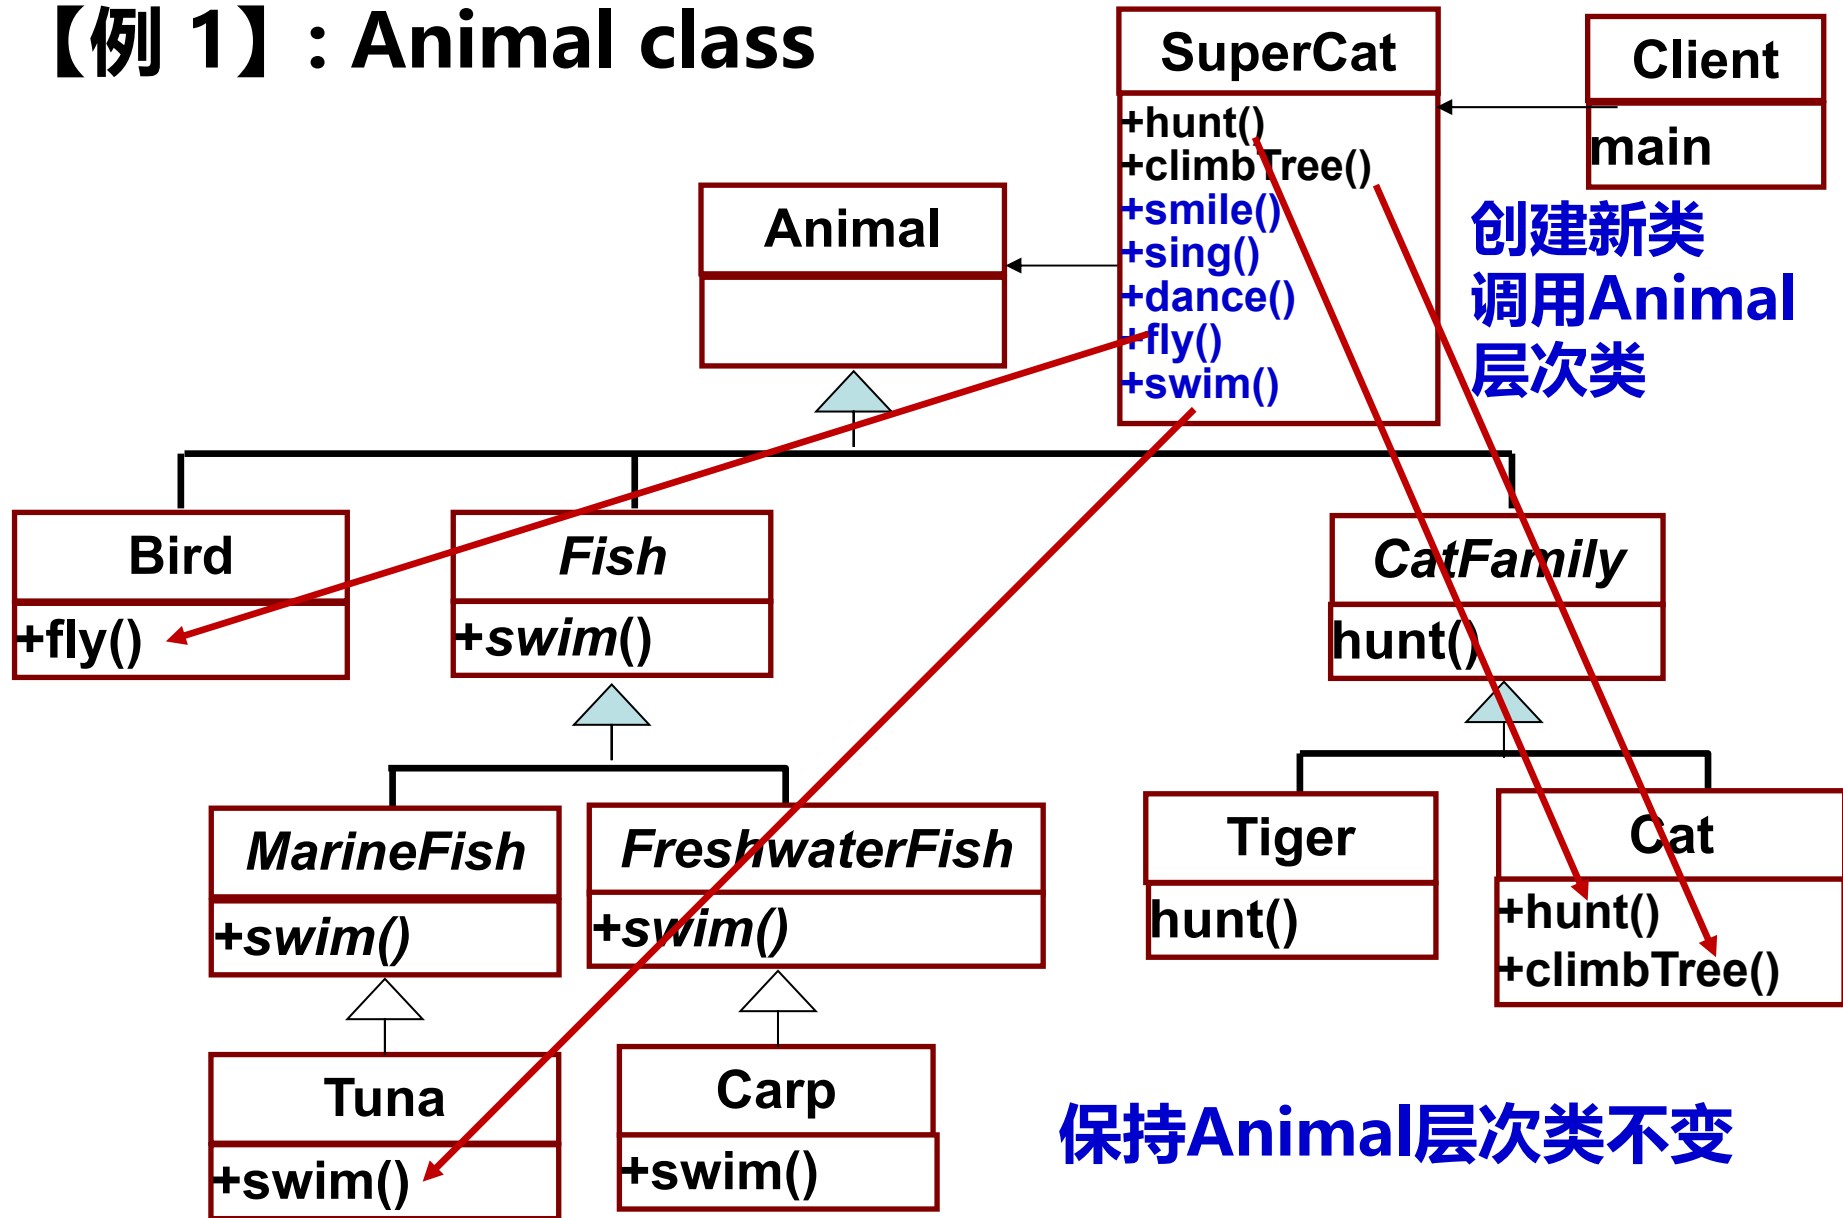 【例 1】: Animal class
SuperCat
+hunt()
+climbTree()
+smile()
+sing()
+dance()
+fly()
+swim()
Client
main
创建新类
调用Animal
层次类
Animal
Bird
+fly()
Fish
+swim()
CatFamily
hunt()
MarineFish
+swim()
FreshwaterFish
+swim()
Tiger
hunt()
Cat
+hunt()
+climbTree()
Tuna
+swim()
Carp
+swim()
保持Animal层次类不变